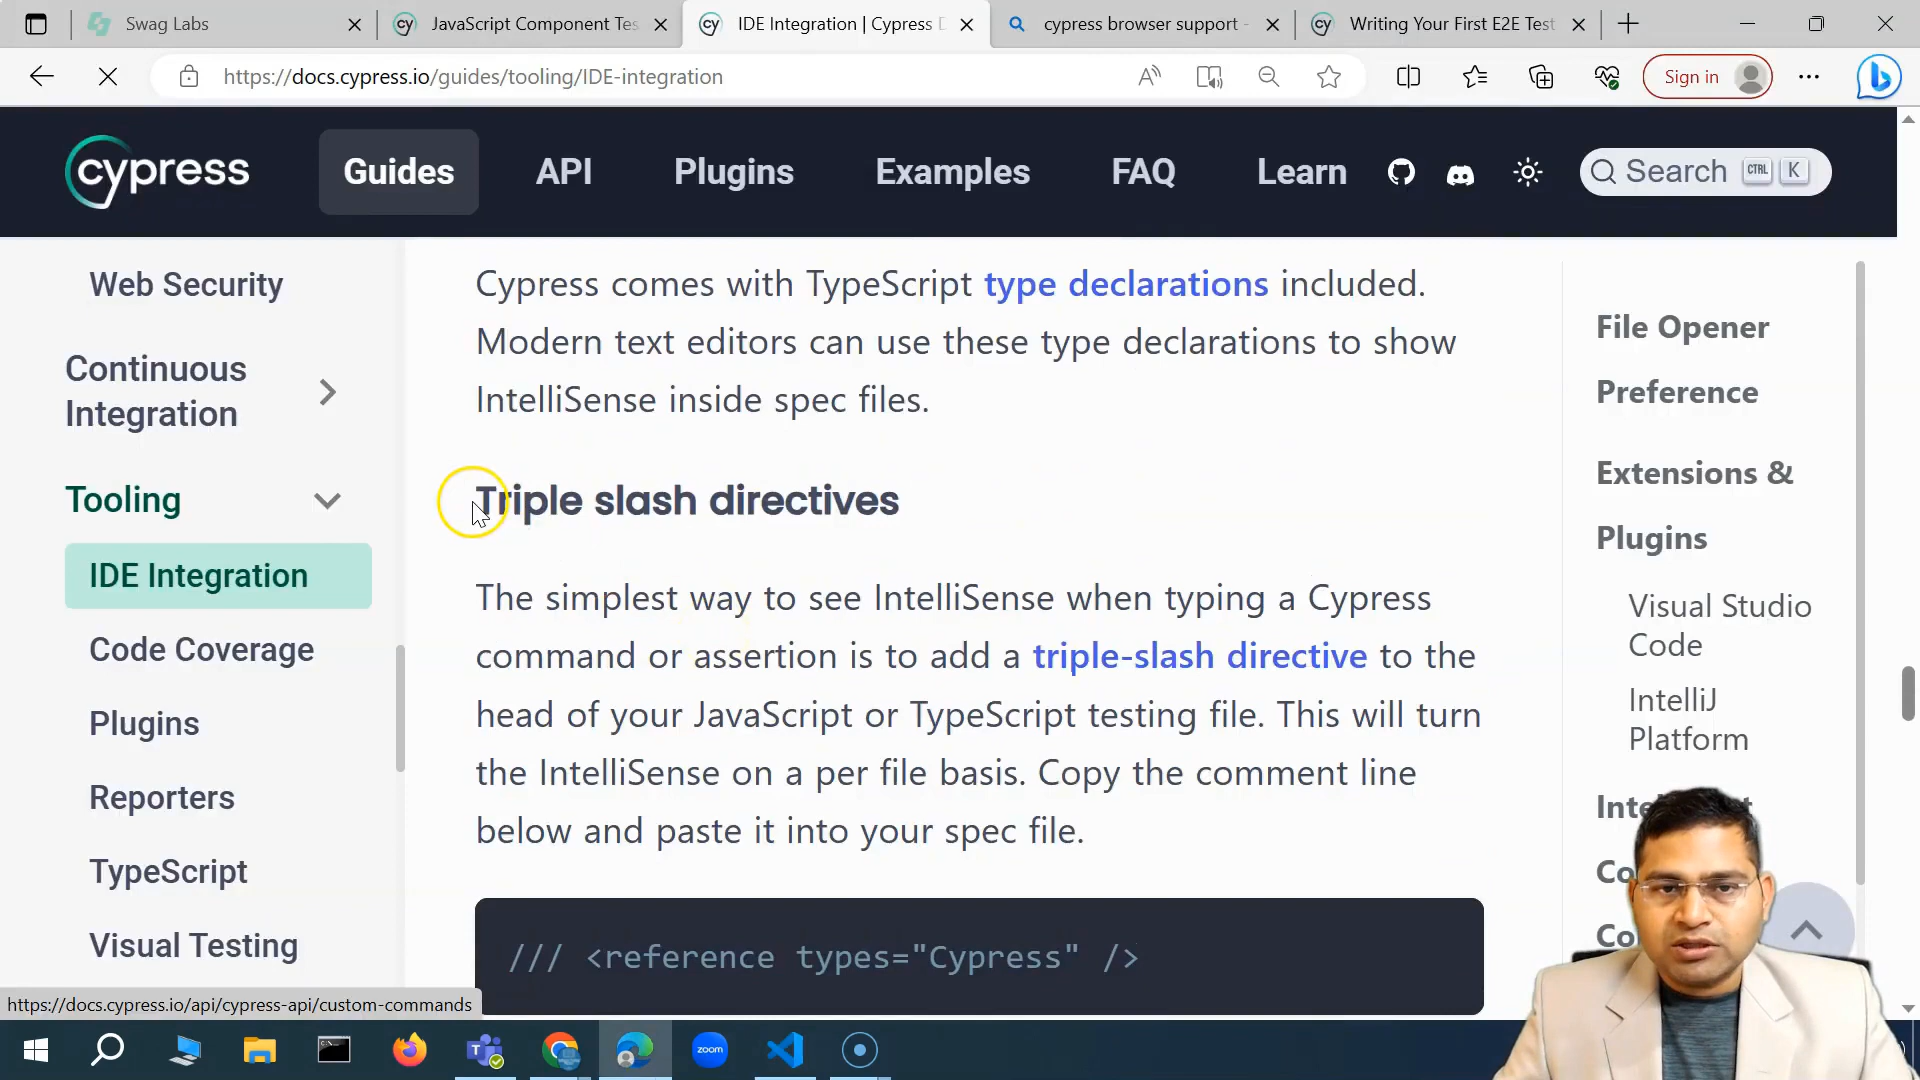 Swag Labs
JavaScript Component Tes
IDE Integration | Cypress D
cypress browser support -
Writing Your First E2E Test
https://docs.cypress.io/guides/tooling/IDE-integration
Sign in
cypress
Guides
API
Plugins
Examples
FAQ
Learn
Search CTRL K
Web Security
Continuous
Integration
Tooling
IDE Integration
Code Coverage
Plugins
Reporters
TypeScript
Visual Testing
Cypress comes with TypeScript type declarations included.
Modern text editors can use these type declarations to show
IntelliSense inside spec files.
Triple slash directives
The simplest way to see IntelliSense when typing a Cypress
command or assertion is to add a triple-slash directive to the
head of your JavaScript or TypeScript testing file. This will turn
the IntelliSense on a per file basis. Copy the comment line
below and paste it into your spec file.
/// <reference types="Cypress" />
File Opener
Preference
Extensions &
Plugins
Visual Studio
Code
IntelliJ
Platform
https://docs.cypress.io/api/cypress-api/custom-commands
zoom